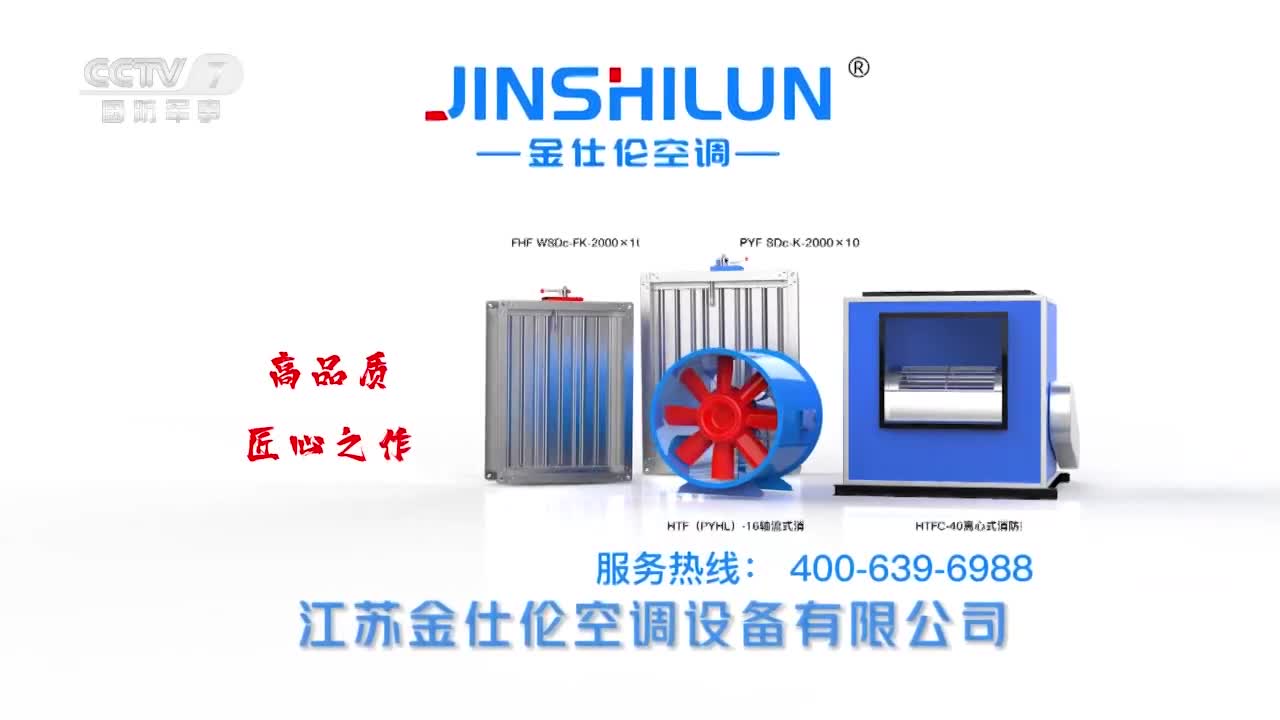 CCTV 7
国防军事
JINSHILUN®
—金仕伦空调—
FHF WSDc-FK-2000×10
PYF SDc-K-2000×10
高品质
匠心之作
HTF（PYHL）-16轴流式消
HTFC-40离心式消防
服务热线： 400-639-6988
江苏金仕伦空调设备有限公司